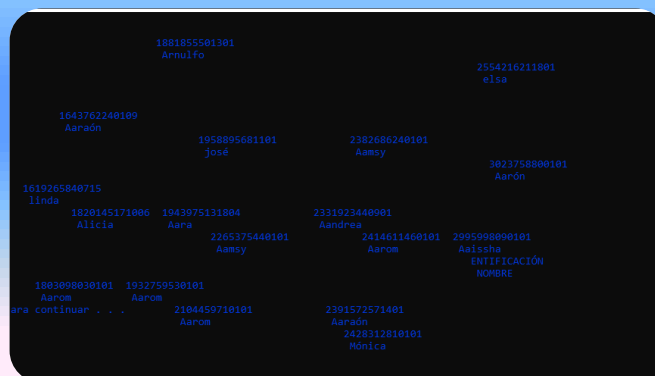 1881855501301
Arnulfo
2554216211801
elsa
1643762240109
Aaraón
1958895681101 2382686240101
josé Aamsy
3023758800101
Aarón
1619265840715
linda
1820145171006 1943975131804 2331923440901
Alicia Aara Aandrea
2265375440101 2414611460101 2995998090101
Aamsy Aarom Aaissha
ENTIFICACIÓN
NOMBRE
1803098030101 1932759530101
Aarom Aarom
ara continuar . . . 2104459710101 2391572571401
Aarom Aaraón
2428312810101
Mónica